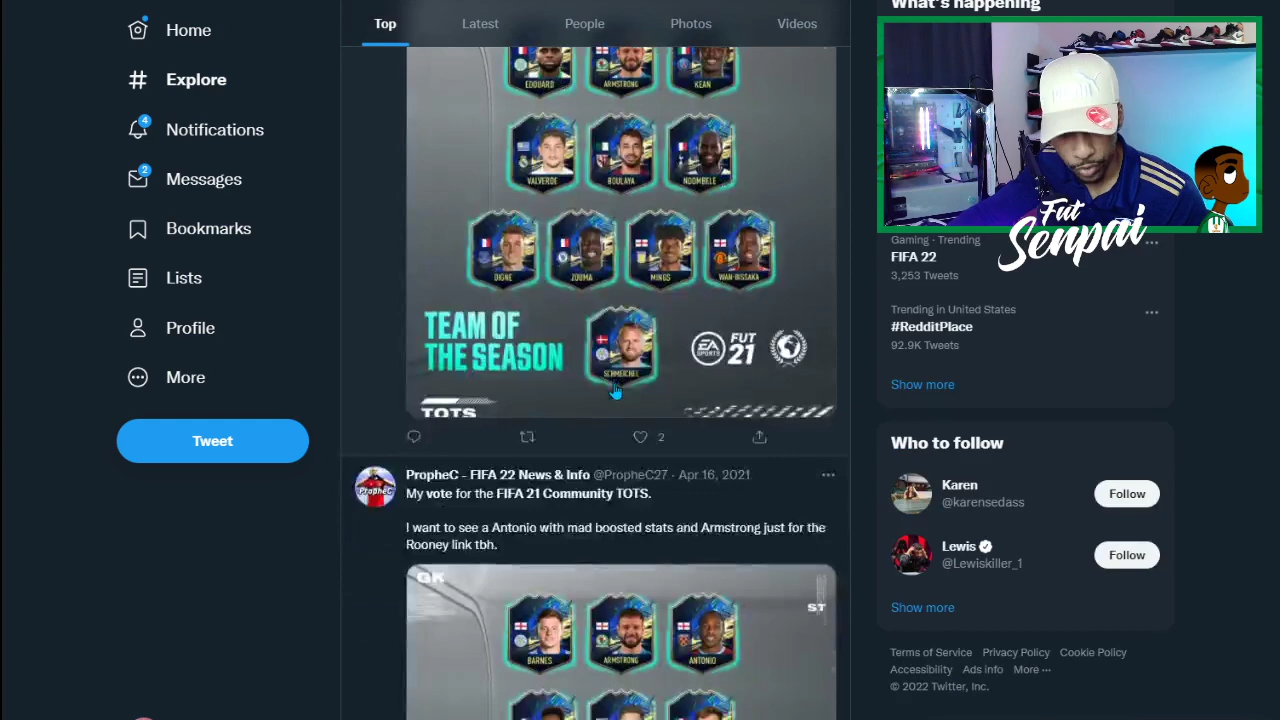 Home
Explore
4
Notifications
2
Messages
Bookmarks
Lists
Profile
More
Tweet
Top
Latest
People
Photos
Videos
EDOUARD
ARMSTRONG
KEAN
VALVERDE
BOULAYA
NDOMBELE
DIGNE
ZOUMA
MINGS
WAN-BISSAKA
TEAM OF
THE SEASON
SCHMEICHEL
EA
SPORTS
FUT
21
TOTS
2
PropheC - FIFA 22 News & Info @PropheC27 · Apr 16, 2021
My vote for the FIFA 21 Community TOTS.
I want to see a Antonio with mad boosted stats and Armstrong just for the
Rooney link tbh.
PropheC
GK
ST
BARNES
ARMSTRONG
ANTONIO
What's happening
Fut
Senpai
Gaming · Trending
FIFA 22
3,253 Tweets
Trending in United States
#RedditPlace
92.9K Tweets
Show more
Who to follow
Karen
@karensedass
Follow
Lewis
@Lewiskiller_1
Follow
Show more
Terms of Service Privacy Policy Cookie Policy
Accessibility Ads info More ···
© 2022 Twitter, Inc.